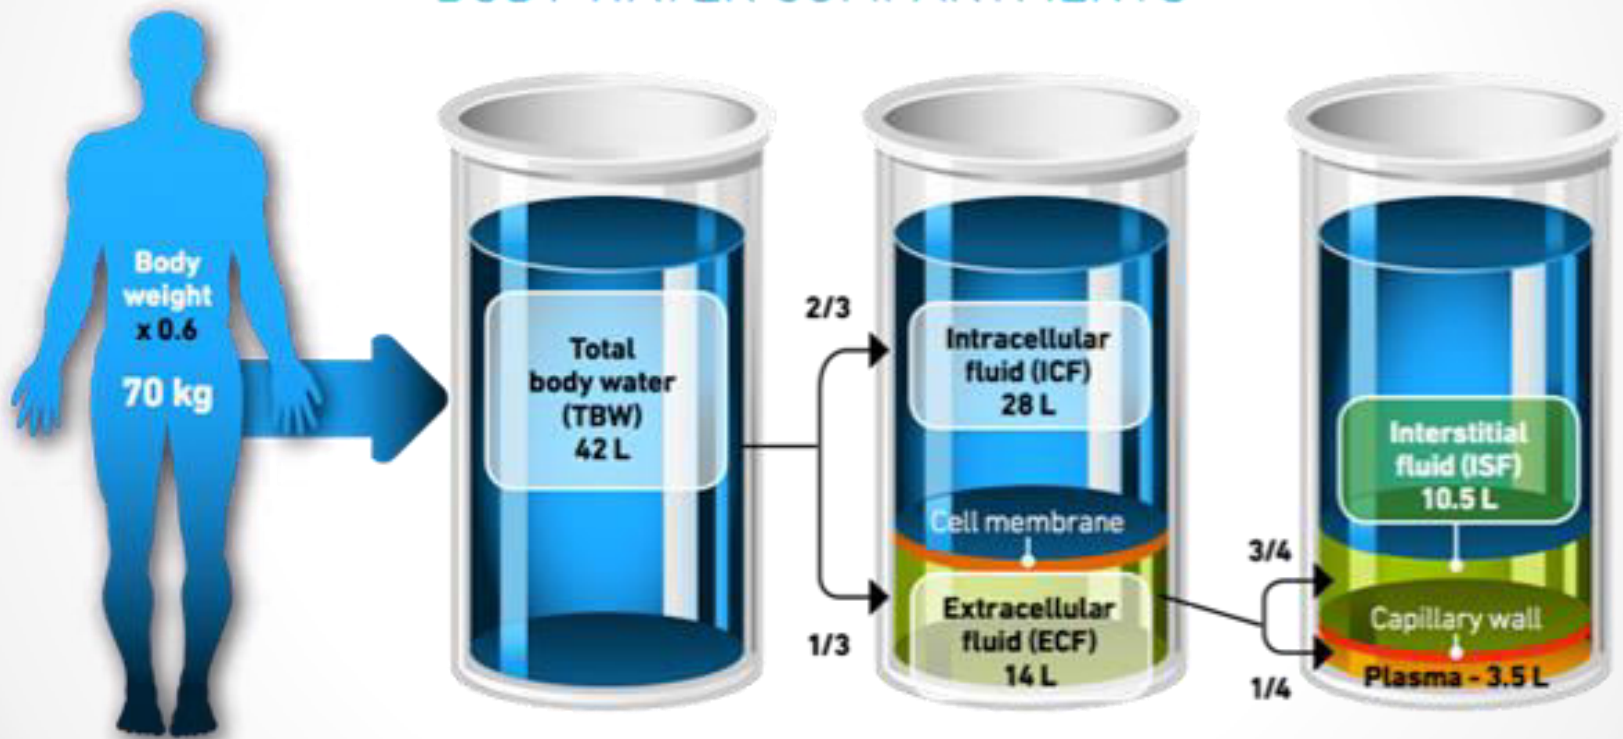 Body
weight
x 0.6
70 kg
Total
body water
(TBW)
42 L
2/3
1/3
Intracellular
fluid (ICF)
28 L
Cell membrane
Extracellular
fluid (ECF)
14 L
3/4
1/4
Interstitial
fluid (ISF)
10.5 L
Capillary wall
Plasma - 3.5 L